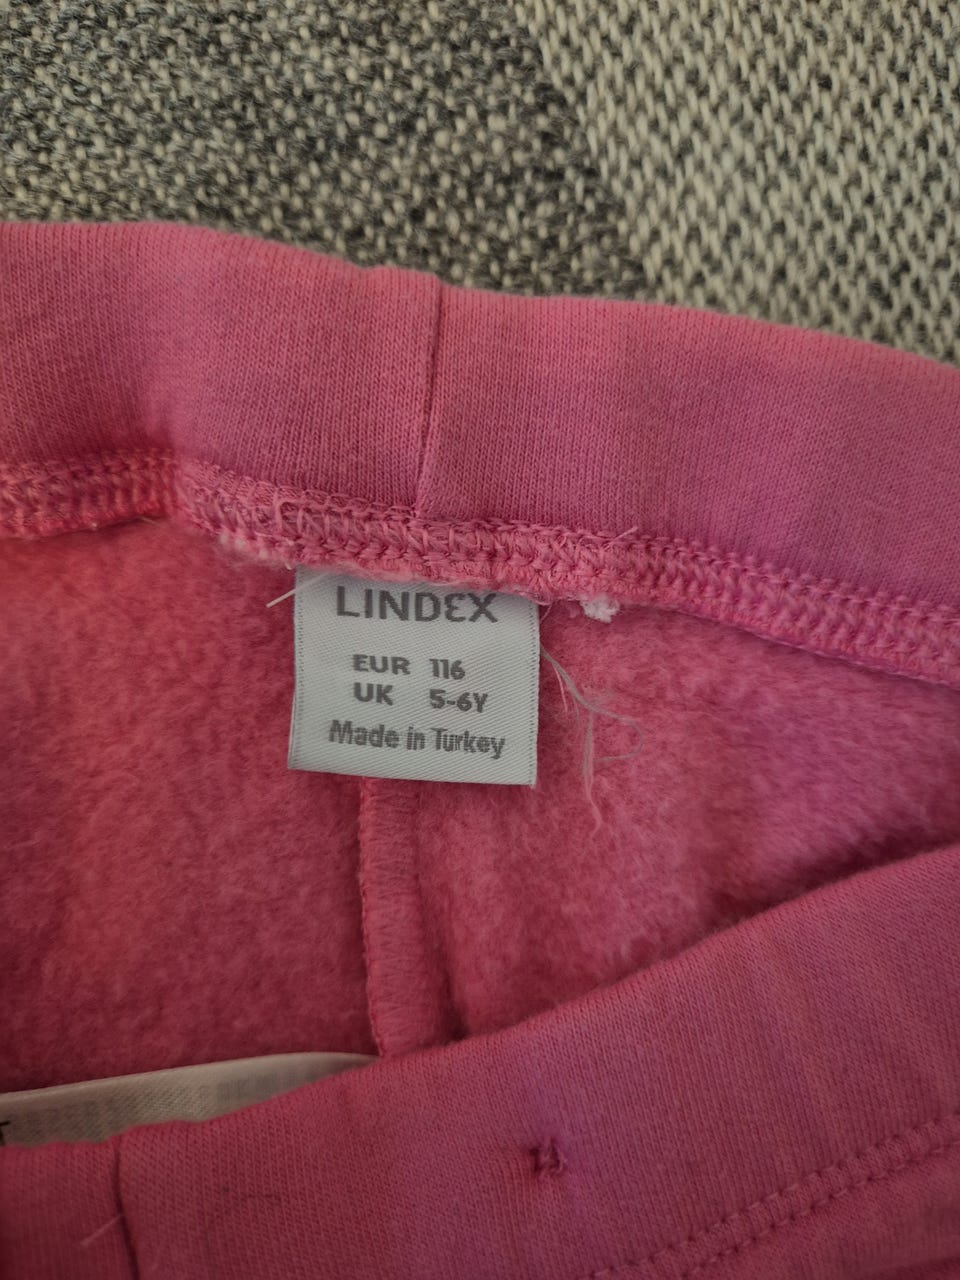 LINDEX
EUR 116
UK 5-6Y
Made in Turkey